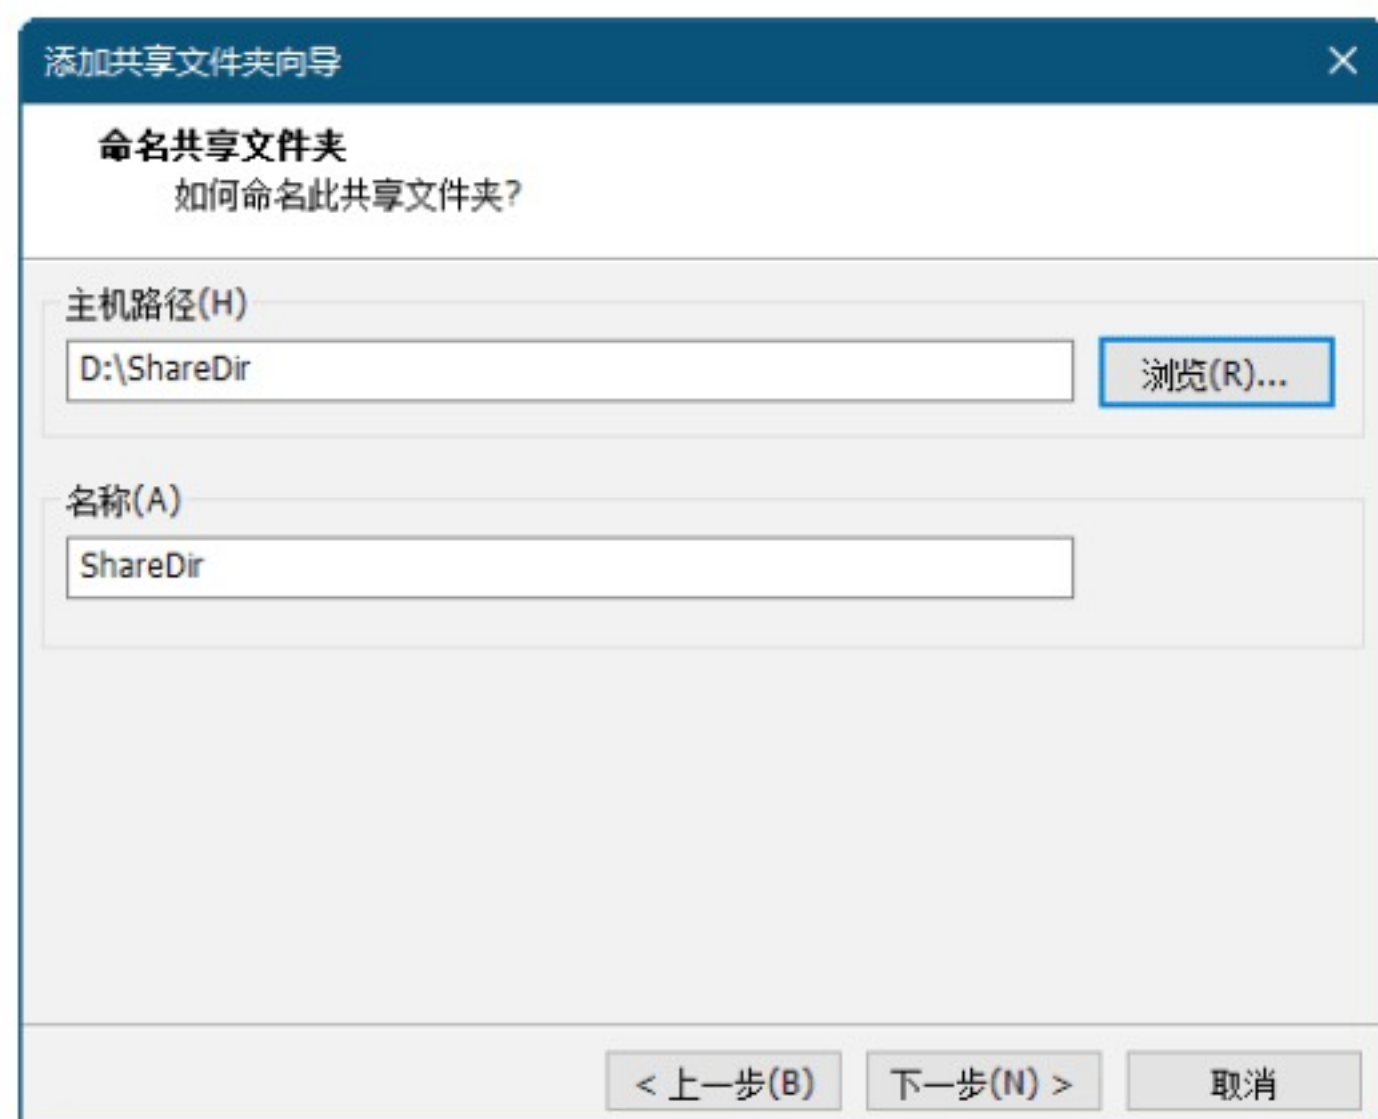 添加共享文件夹向导
命名共享文件夹
如何命名此共享文件夹?
主机路径(H)
D:\ShareDir
浏览(R)...
名称(A)
ShareDir
< 上一步(B)
下一步(N) >
取消